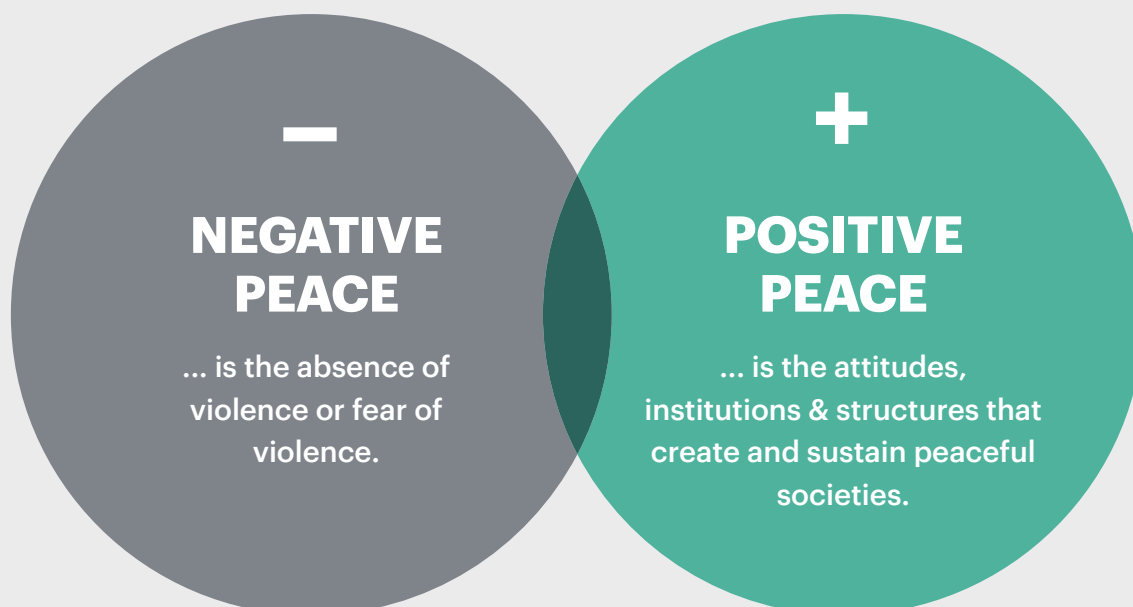 –
NEGATIVE
PEACE
... is the absence of
violence or fear of
violence.
+
POSITIVE
PEACE
... is the attitudes,
institutions & structures that
create and sustain peaceful
societies.